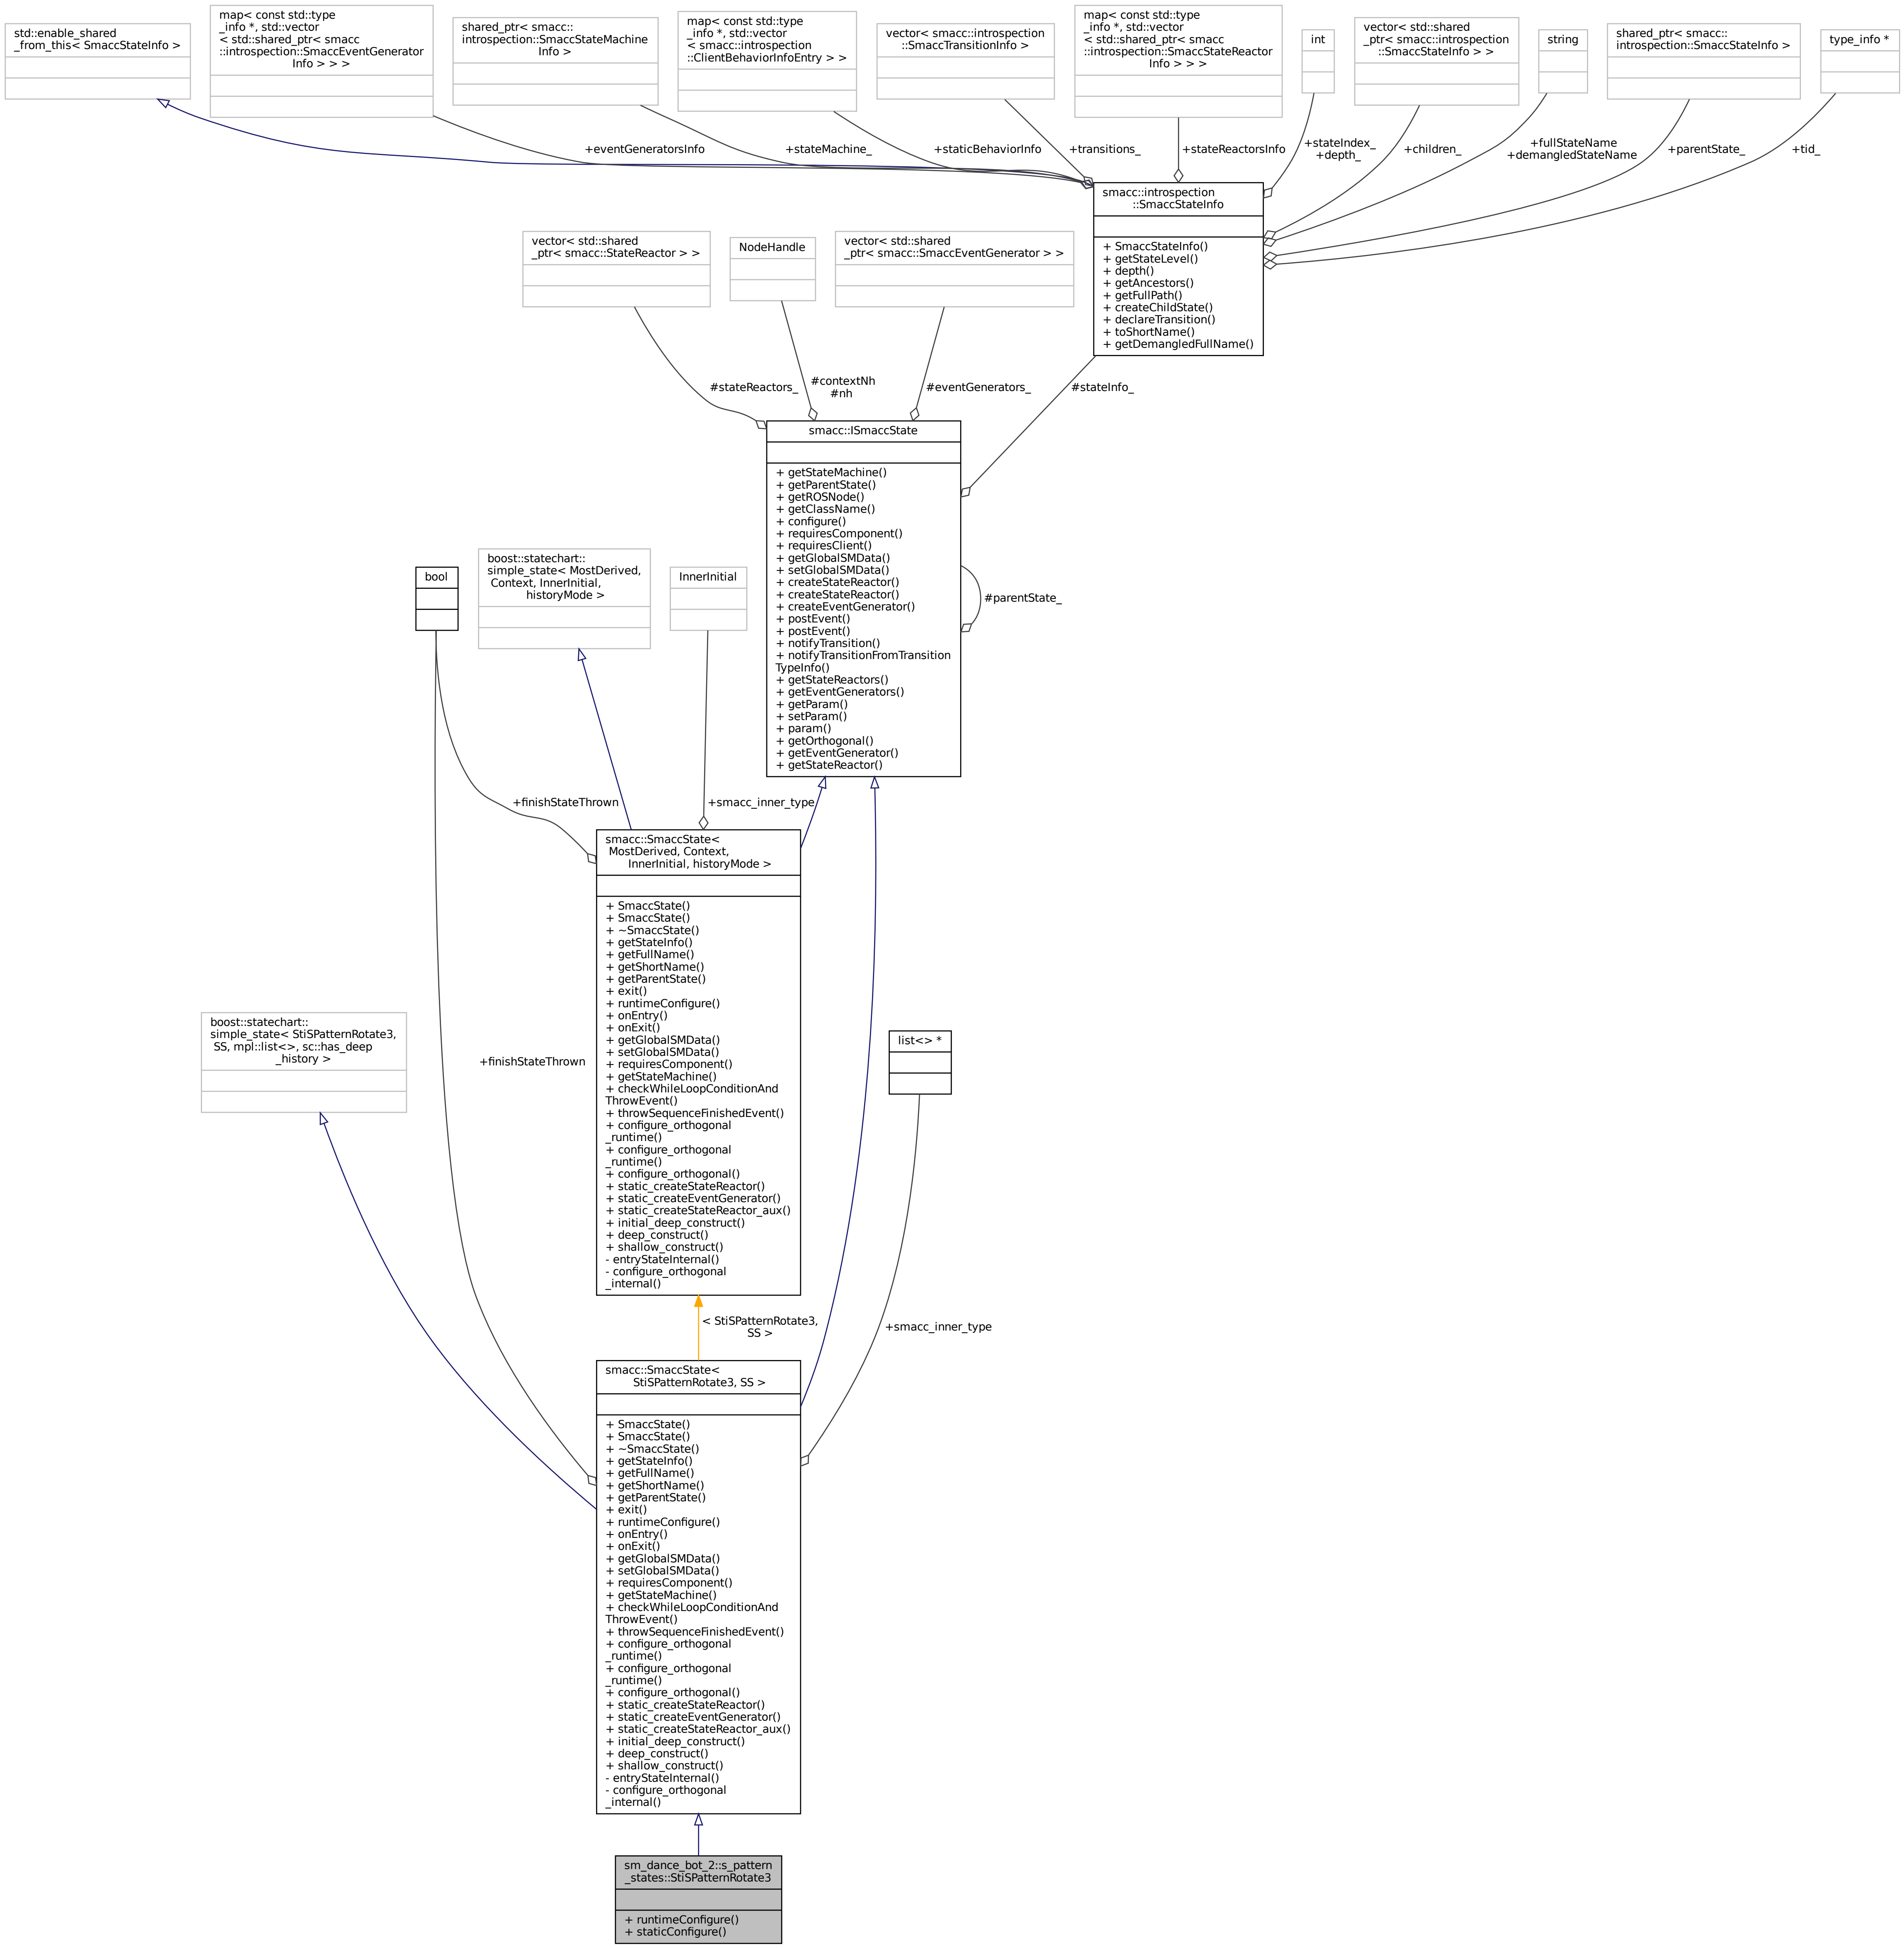 std::enable_shared
_from_this< SmaccStateInfo >
map< const std::type
_info *, std::vector
< std::shared_ptr< smacc
::introspection::SmaccEventGenerator
Info > > >
shared_ptr< smacc::
introspection::SmaccStateMachine
Info >
map< const std::type
_info *, std::vector
< smacc::introspection
::ClientBehaviorInfoEntry > >
vector< smacc::introspection
::SmaccTransitionInfo >
map< const std::type
_info *, std::vector
< std::shared_ptr< smacc
::introspection::SmaccStateReactor
Info > > >
int
vector< std::shared
_ptr< smacc::introspection
::SmaccStateInfo > >
string
shared_ptr< smacc::
introspection::SmaccStateInfo >
type_info *
+eventGeneratorsInfo
+stateMachine_
+staticBehaviorInfo
+transitions_
+stateReactorsInfo
+stateIndex_
+depth_
+children_
+fullStateName
+demangledStateName
+parentState_
+tid_
smacc::introspection
::SmaccStateInfo
+ SmaccStateInfo()
+ getStateLevel()
+ depth()
+ getAncestors()
+ getFullPath()
+ createChildState()
+ declareTransition()
+ toShortName()
+ getDemangledFullName()
vector< std::shared
_ptr< smacc::StateReactor > >
NodeHandle
vector< std::shared
_ptr< smacc::SmaccEventGenerator > >
#stateReactors_
#contextNh
#nh
#eventGenerators_
#stateInfo_
smacc::ISmaccState
+ getStateMachine()
+ getParentState()
+ getROSNode()
+ getClassName()
+ configure()
+ requiresComponent()
+ requiresClient()
+ getGlobalSMData()
+ setGlobalSMData()
+ createStateReactor()
+ createStateReactor()
+ createEventGenerator()
+ postEvent()
+ postEvent()
+ notifyTransition()
+ notifyTransitionFromTransition
TypeInfo()
+ getStateReactors()
+ getEventGenerators()
+ getParam()
+ setParam()
+ param()
+ getOrthogonal()
+ getEventGenerator()
+ getStateReactor()
#parentState_
bool
boost::statechart::
simple_state< MostDerived,
Context, InnerInitial,
historyMode >
InnerInitial
+finishStateThrown
+smacc_inner_type
smacc::SmaccState<
MostDerived, Context,
InnerInitial, historyMode >
+ SmaccState()
+ SmaccState()
+ ~SmaccState()
+ getStateInfo()
+ getFullName()
+ getShortName()
+ getParentState()
+ exit()
+ runtimeConfigure()
+ onEntry()
+ onExit()
+ getGlobalSMData()
+ setGlobalSMData()
+ requiresComponent()
+ getStateMachine()
+ checkWhileLoopConditionAnd
ThrowEvent()
+ throwSequenceFinishedEvent()
+ configure_orthogonal
_runtime()
+ configure_orthogonal
_runtime()
+ configure_orthogonal()
+ static_createStateReactor()
+ static_createEventGenerator()
+ static_createStateReactor_aux()
+ initial_deep_construct()
+ deep_construct()
+ shallow_construct()
- entryStateInternal()
- configure_orthogonal
_internal()
boost::statechart::
simple_state< StiSPatternRotate3,
SS, mpl::list<>, sc::has_deep
_history >
+finishStateThrown
list<> *
< StiSPatternRotate3,
SS >
+smacc_inner_type
smacc::SmaccState<
StiSPatternRotate3, SS >
+ SmaccState()
+ SmaccState()
+ ~SmaccState()
+ getStateInfo()
+ getFullName()
+ getShortName()
+ getParentState()
+ exit()
+ runtimeConfigure()
+ onEntry()
+ onExit()
+ getGlobalSMData()
+ setGlobalSMData()
+ requiresComponent()
+ getStateMachine()
+ checkWhileLoopConditionAnd
ThrowEvent()
+ throwSequenceFinishedEvent()
+ configure_orthogonal
_runtime()
+ configure_orthogonal
_runtime()
+ configure_orthogonal()
+ static_createStateReactor()
+ static_createEventGenerator()
+ static_createStateReactor_aux()
+ initial_deep_construct()
+ deep_construct()
+ shallow_construct()
- entryStateInternal()
- configure_orthogonal
_internal()
sm_dance_bot_2::s_pattern
_states::StiSPatternRotate3
+ runtimeConfigure()
+ staticConfigure()